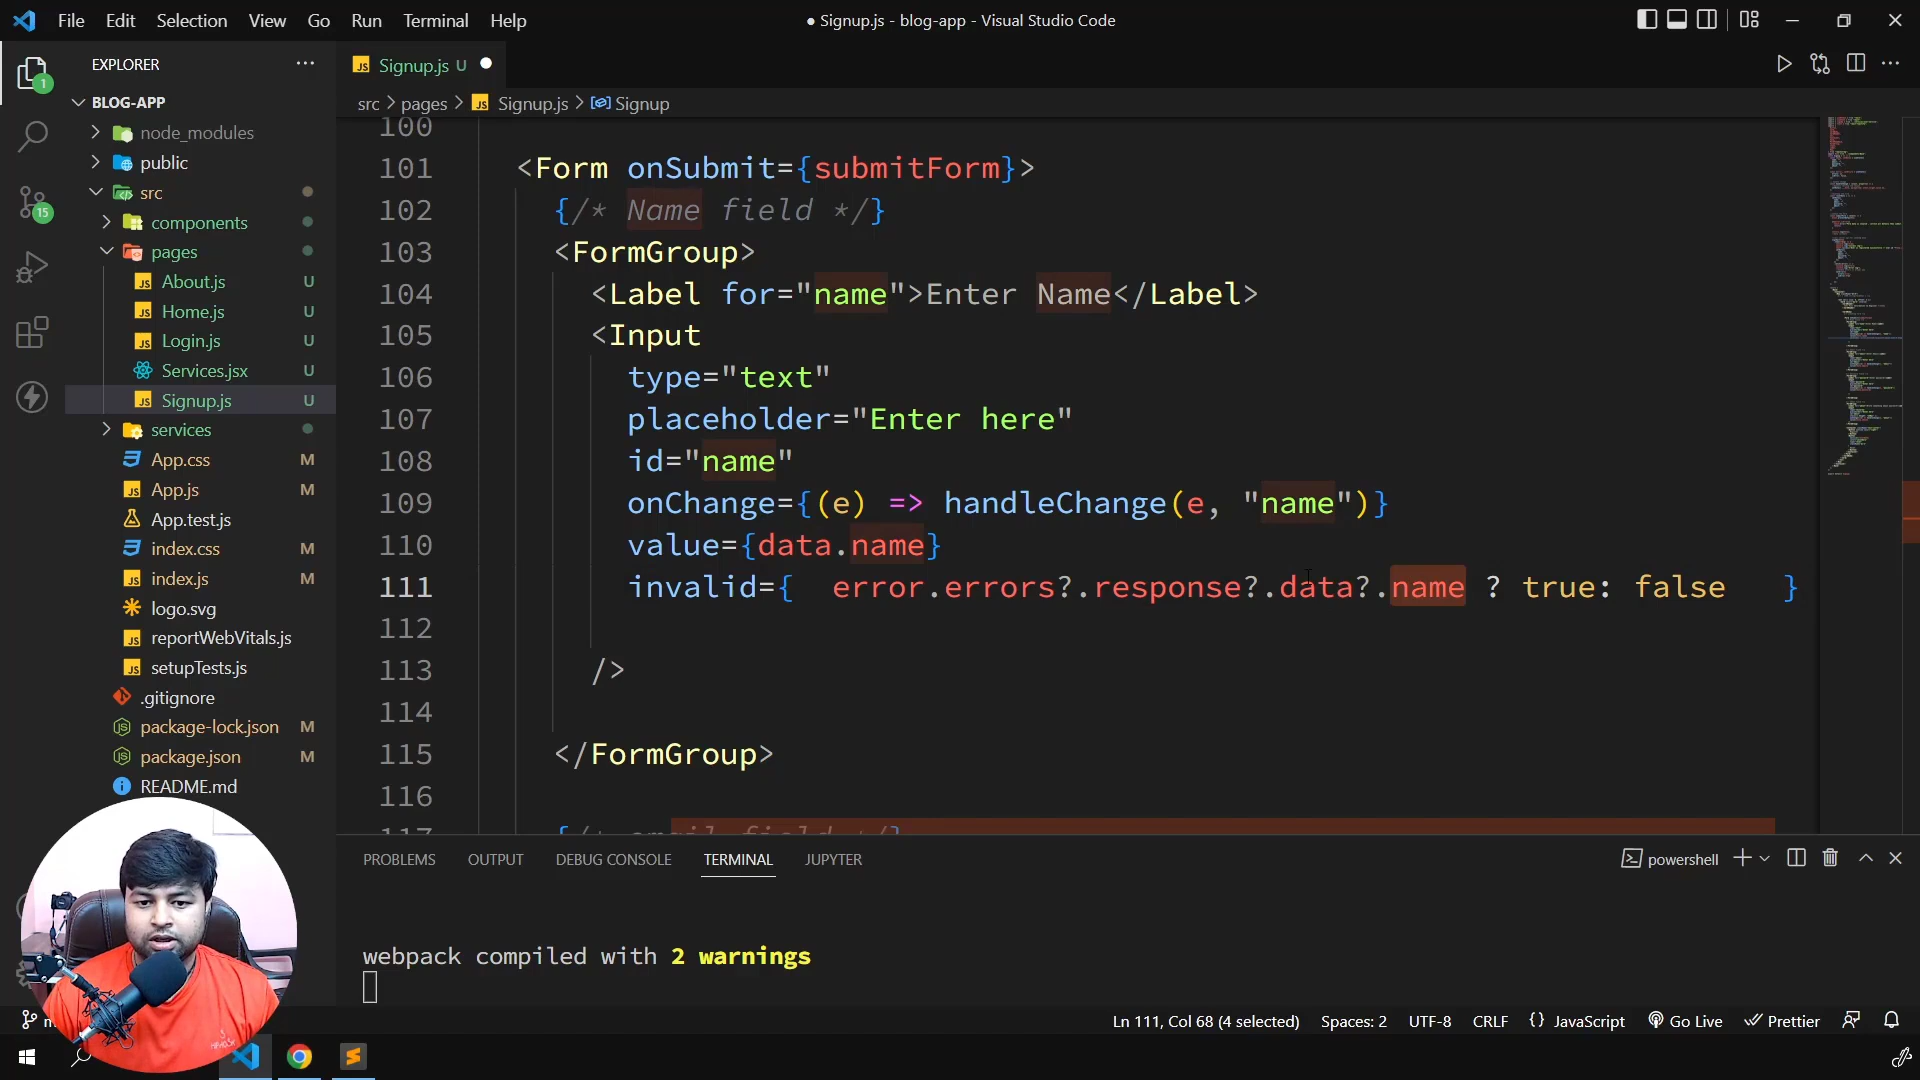 File Edit Selection View Go Run Terminal Help
● Signup.js - blog-app - Visual Studio Code
EXPLORER
1
15
BLOG-APP
node_modules
public
src
components
pages
About.js U
Home.js U
Login.js U
Services.jsx U
Signup.js U
services
App.css M
App.js M
App.test.js
index.css M
index.js M
logo.svg
reportWebVitals.js
setupTests.js
.gitignore
package-lock.json M
package.json M
README.md
JS Signup.js U
src > pages > JS Signup.js > Signup
100
101 <Form onSubmit={submitForm}>
102 {/* Name field */}
103 <FormGroup>
104 <Label for="name">Enter Name</Label>
105 <Input
106 type="text"
107 placeholder="Enter here"
108 id="name"
109 onChange={(e) => handleChange(e, "name")}
110 value={data.name}
111 invalid={  error.errors?.response?.data?.name ? true: false   }
112
113 />
114
115 </FormGroup>
116
117 {/* email field */}
PROBLEMS OUTPUT DEBUG CONSOLE TERMINAL JUPYTER
powershell
webpack compiled with 2 warnings
Ln 111, Col 68 (4 selected) Spaces: 2 UTF-8 CRLF {} JavaScript Go Live Prettier